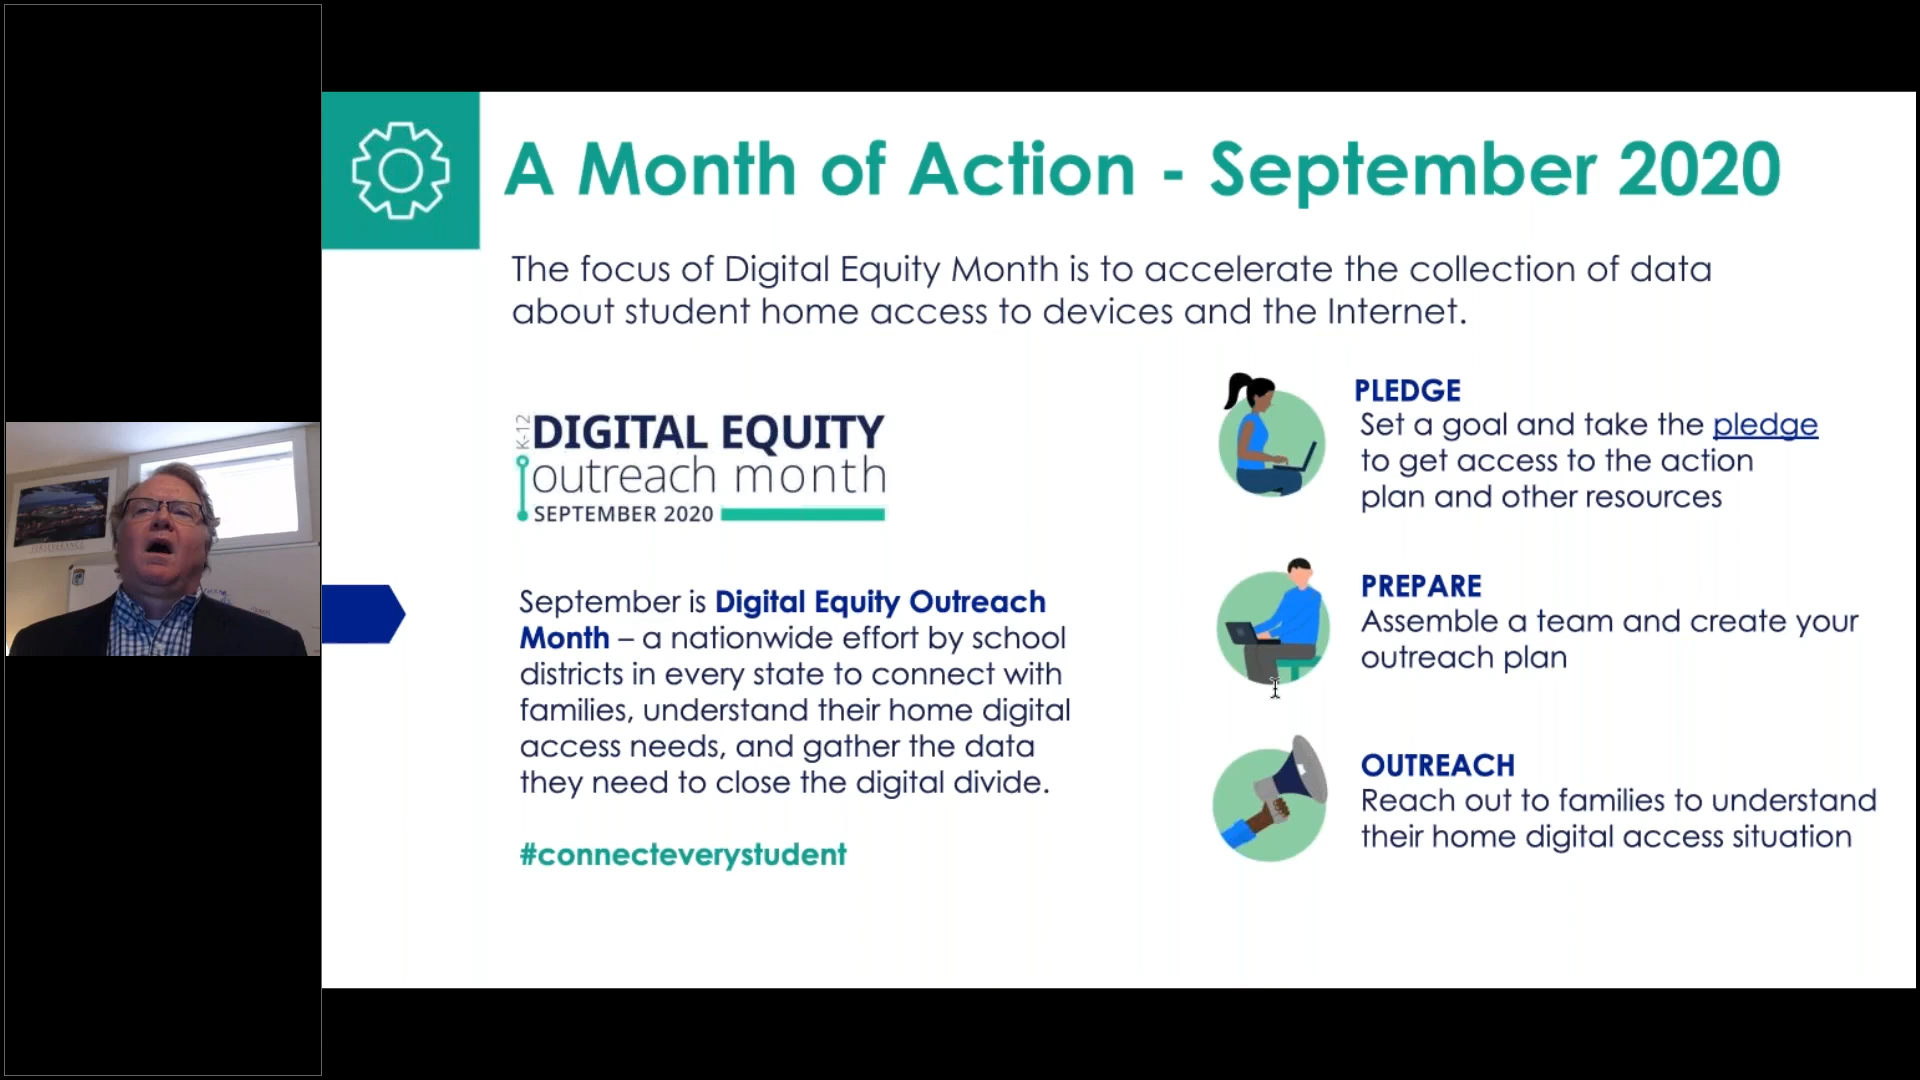 A Month of Action - September 2020
The focus of Digital Equity Month is to accelerate the collection of data
about student home access to devices and the Internet.
K-12
DIGITAL EQUITY
outreach month
SEPTEMBER 2020
September is Digital Equity Outreach
Month – a nationwide effort by school
districts in every state to connect with
families, understand their home digital
access needs, and gather the data
they need to close the digital divide.
#connecteverystudent
PLEDGE
Set a goal and take the pledge
to get access to the action
plan and other resources
PREPARE
Assemble a team and create your
outreach plan
OUTREACH
Reach out to families to understand
their home digital access situation
PERSEVERANCE